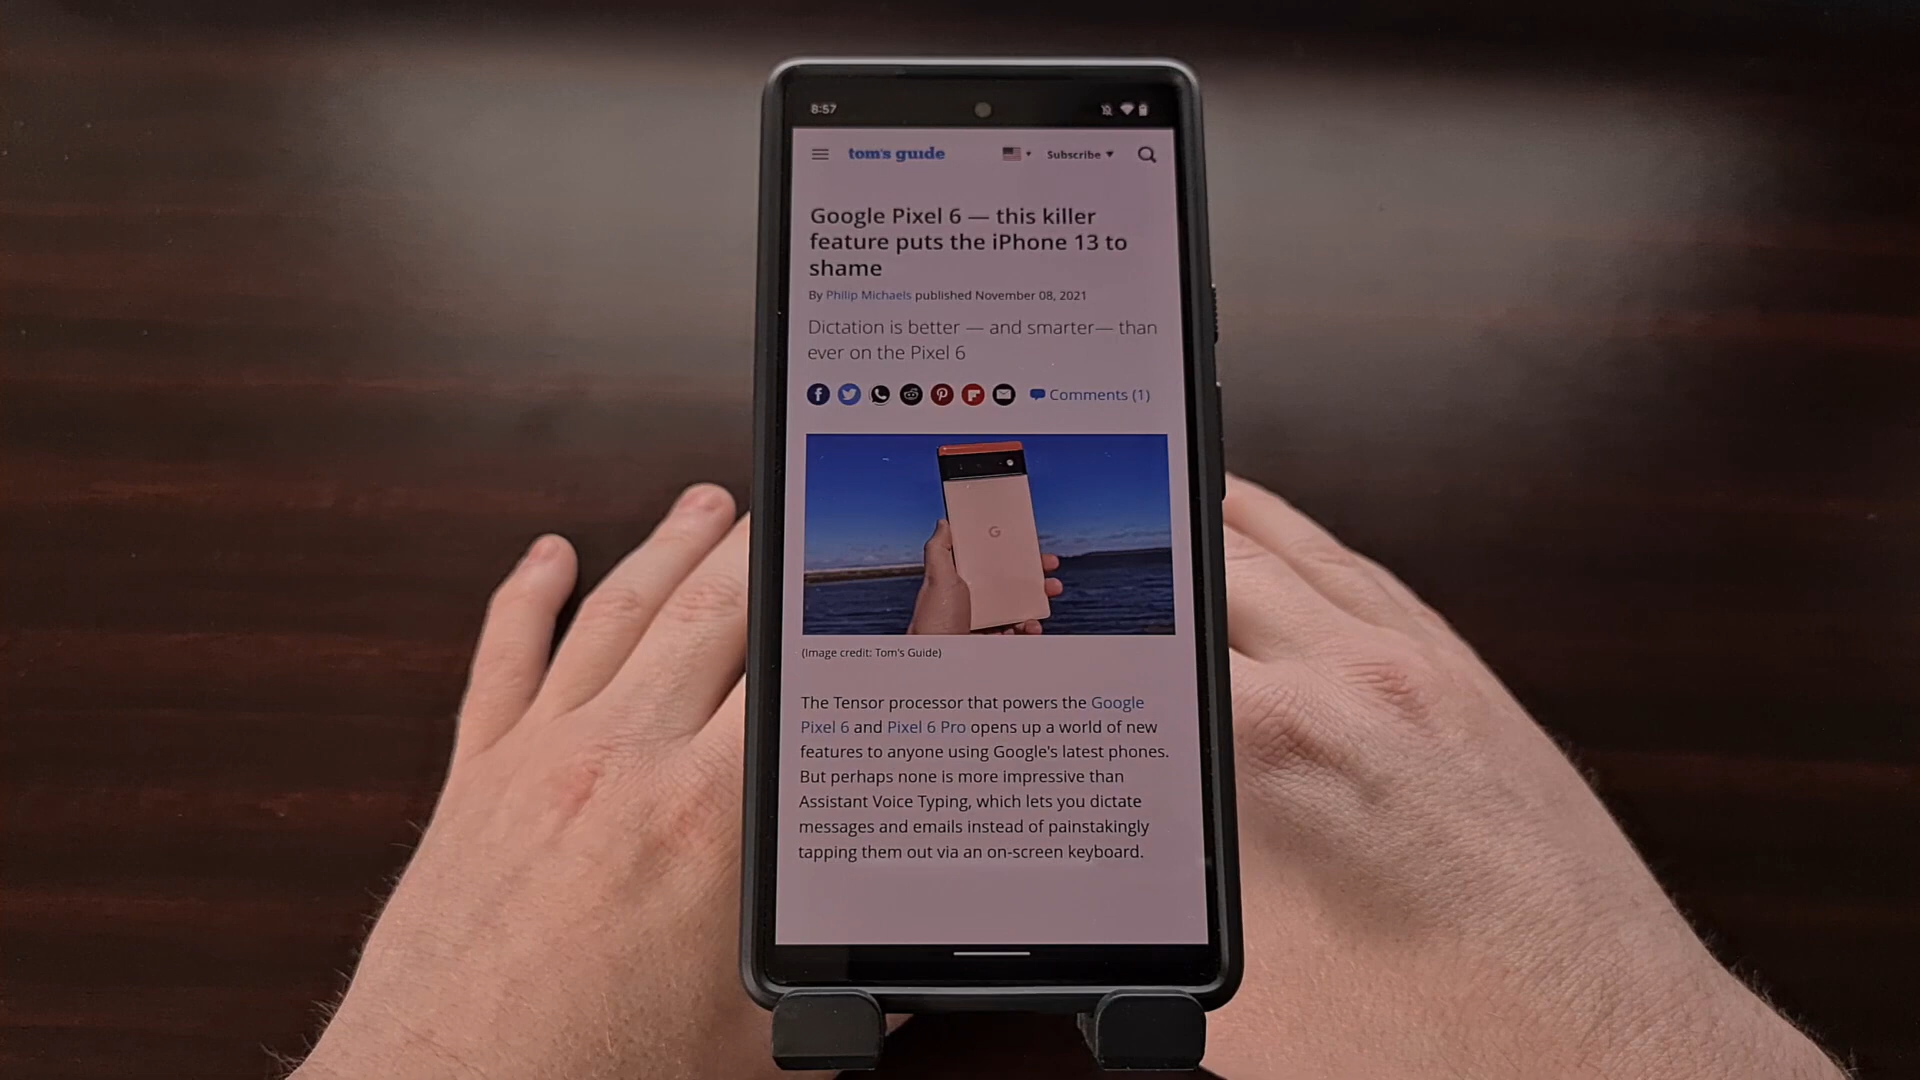 8:57
tom's guide
Subscribe
Google Pixel 6 — this killer
feature puts the iPhone 13 to
shame
By Philip Michaels published November 08, 2021
Dictation is better — and smarter— than
ever on the Pixel 6
Comments (1)
G
(Image credit: Tom's Guide)
The Tensor processor that powers the Google
Pixel 6 and Pixel 6 Pro opens up a world of new
features to anyone using Google's latest phones.
But perhaps none is more impressive than
Assistant Voice Typing, which lets you dictate
messages and emails instead of painstakingly
tapping them out via an on-screen keyboard.